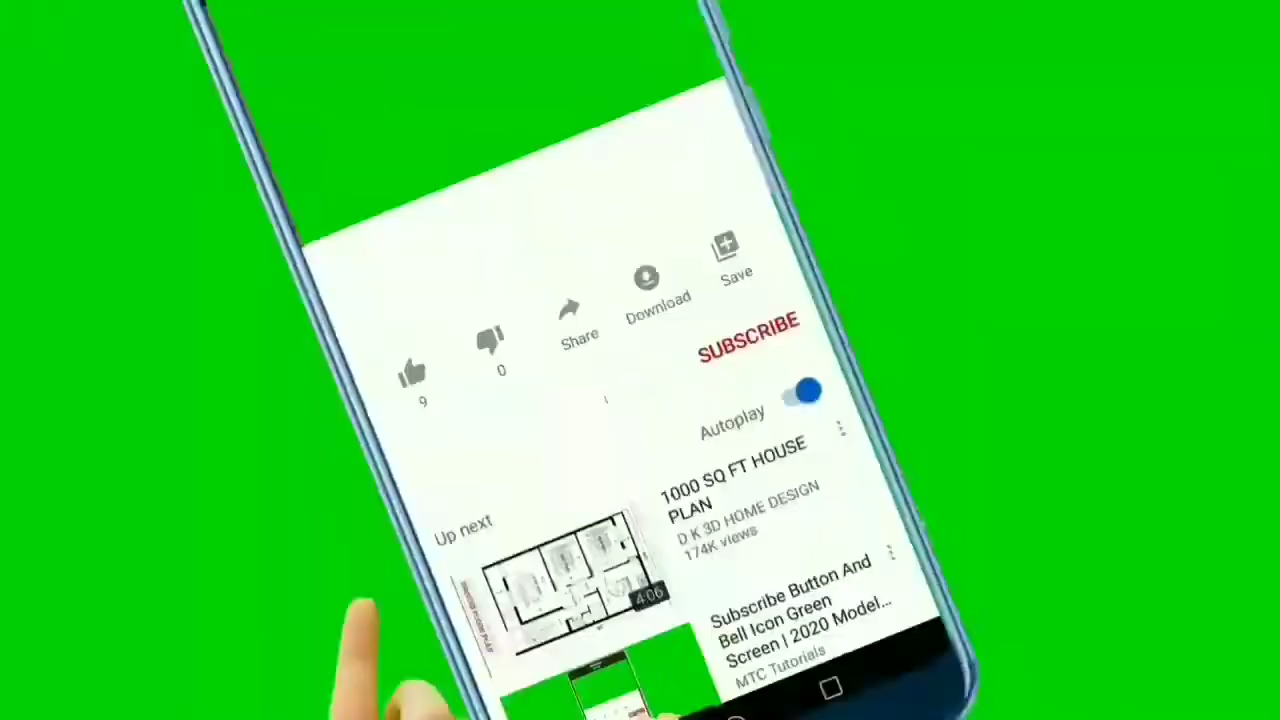 9
0
Share
Download
Save
SUBSCRIBE
Autoplay
Up next
1000 SQ FT HOUSE
PLAN
D K 3D HOME DESIGN
174K views
4:06
Subscribe Button And
Bell Icon Green
Screen | 2020 Model...
MTC Tutorials